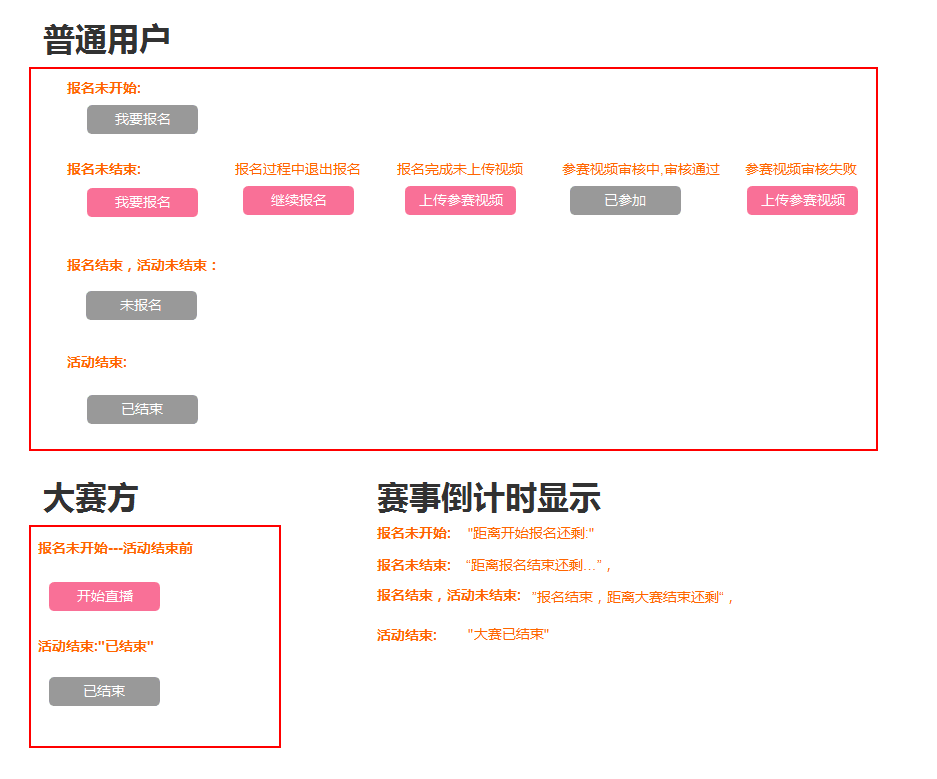 普通用户
报名未开始:
我要报名
报名未结束: 报名过程中退出报名 报名完成未上传视频 参赛视频审核中,审核通过 参赛视频审核失败
我要报名 继续报名 上传参赛视频 已参加 上传参赛视频
报名结束，活动未结束：
未报名
活动结束:
已结束
大赛方
报名未开始---活动结束前
开始直播
活动结束:"已结束"
已结束
赛事倒计时显示
报名未开始: "距离开始报名还剩:"
报名未结束: “距离报名结束还剩...”，
报名结束，活动未结束: "报名结束，距离大赛结束还剩“，
活动结束: "大赛已结束"